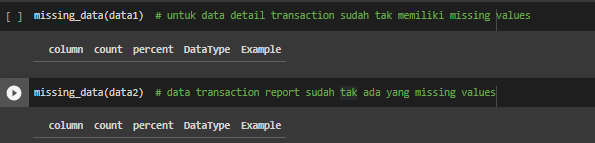 [ ] missing_data(data1) # untuk data detail transaction sudah tak memiliki missing values
column count percent DataType Example
missing_data(data2) # data transaction report sudah tak ada yang missing values
column count percent DataType Example